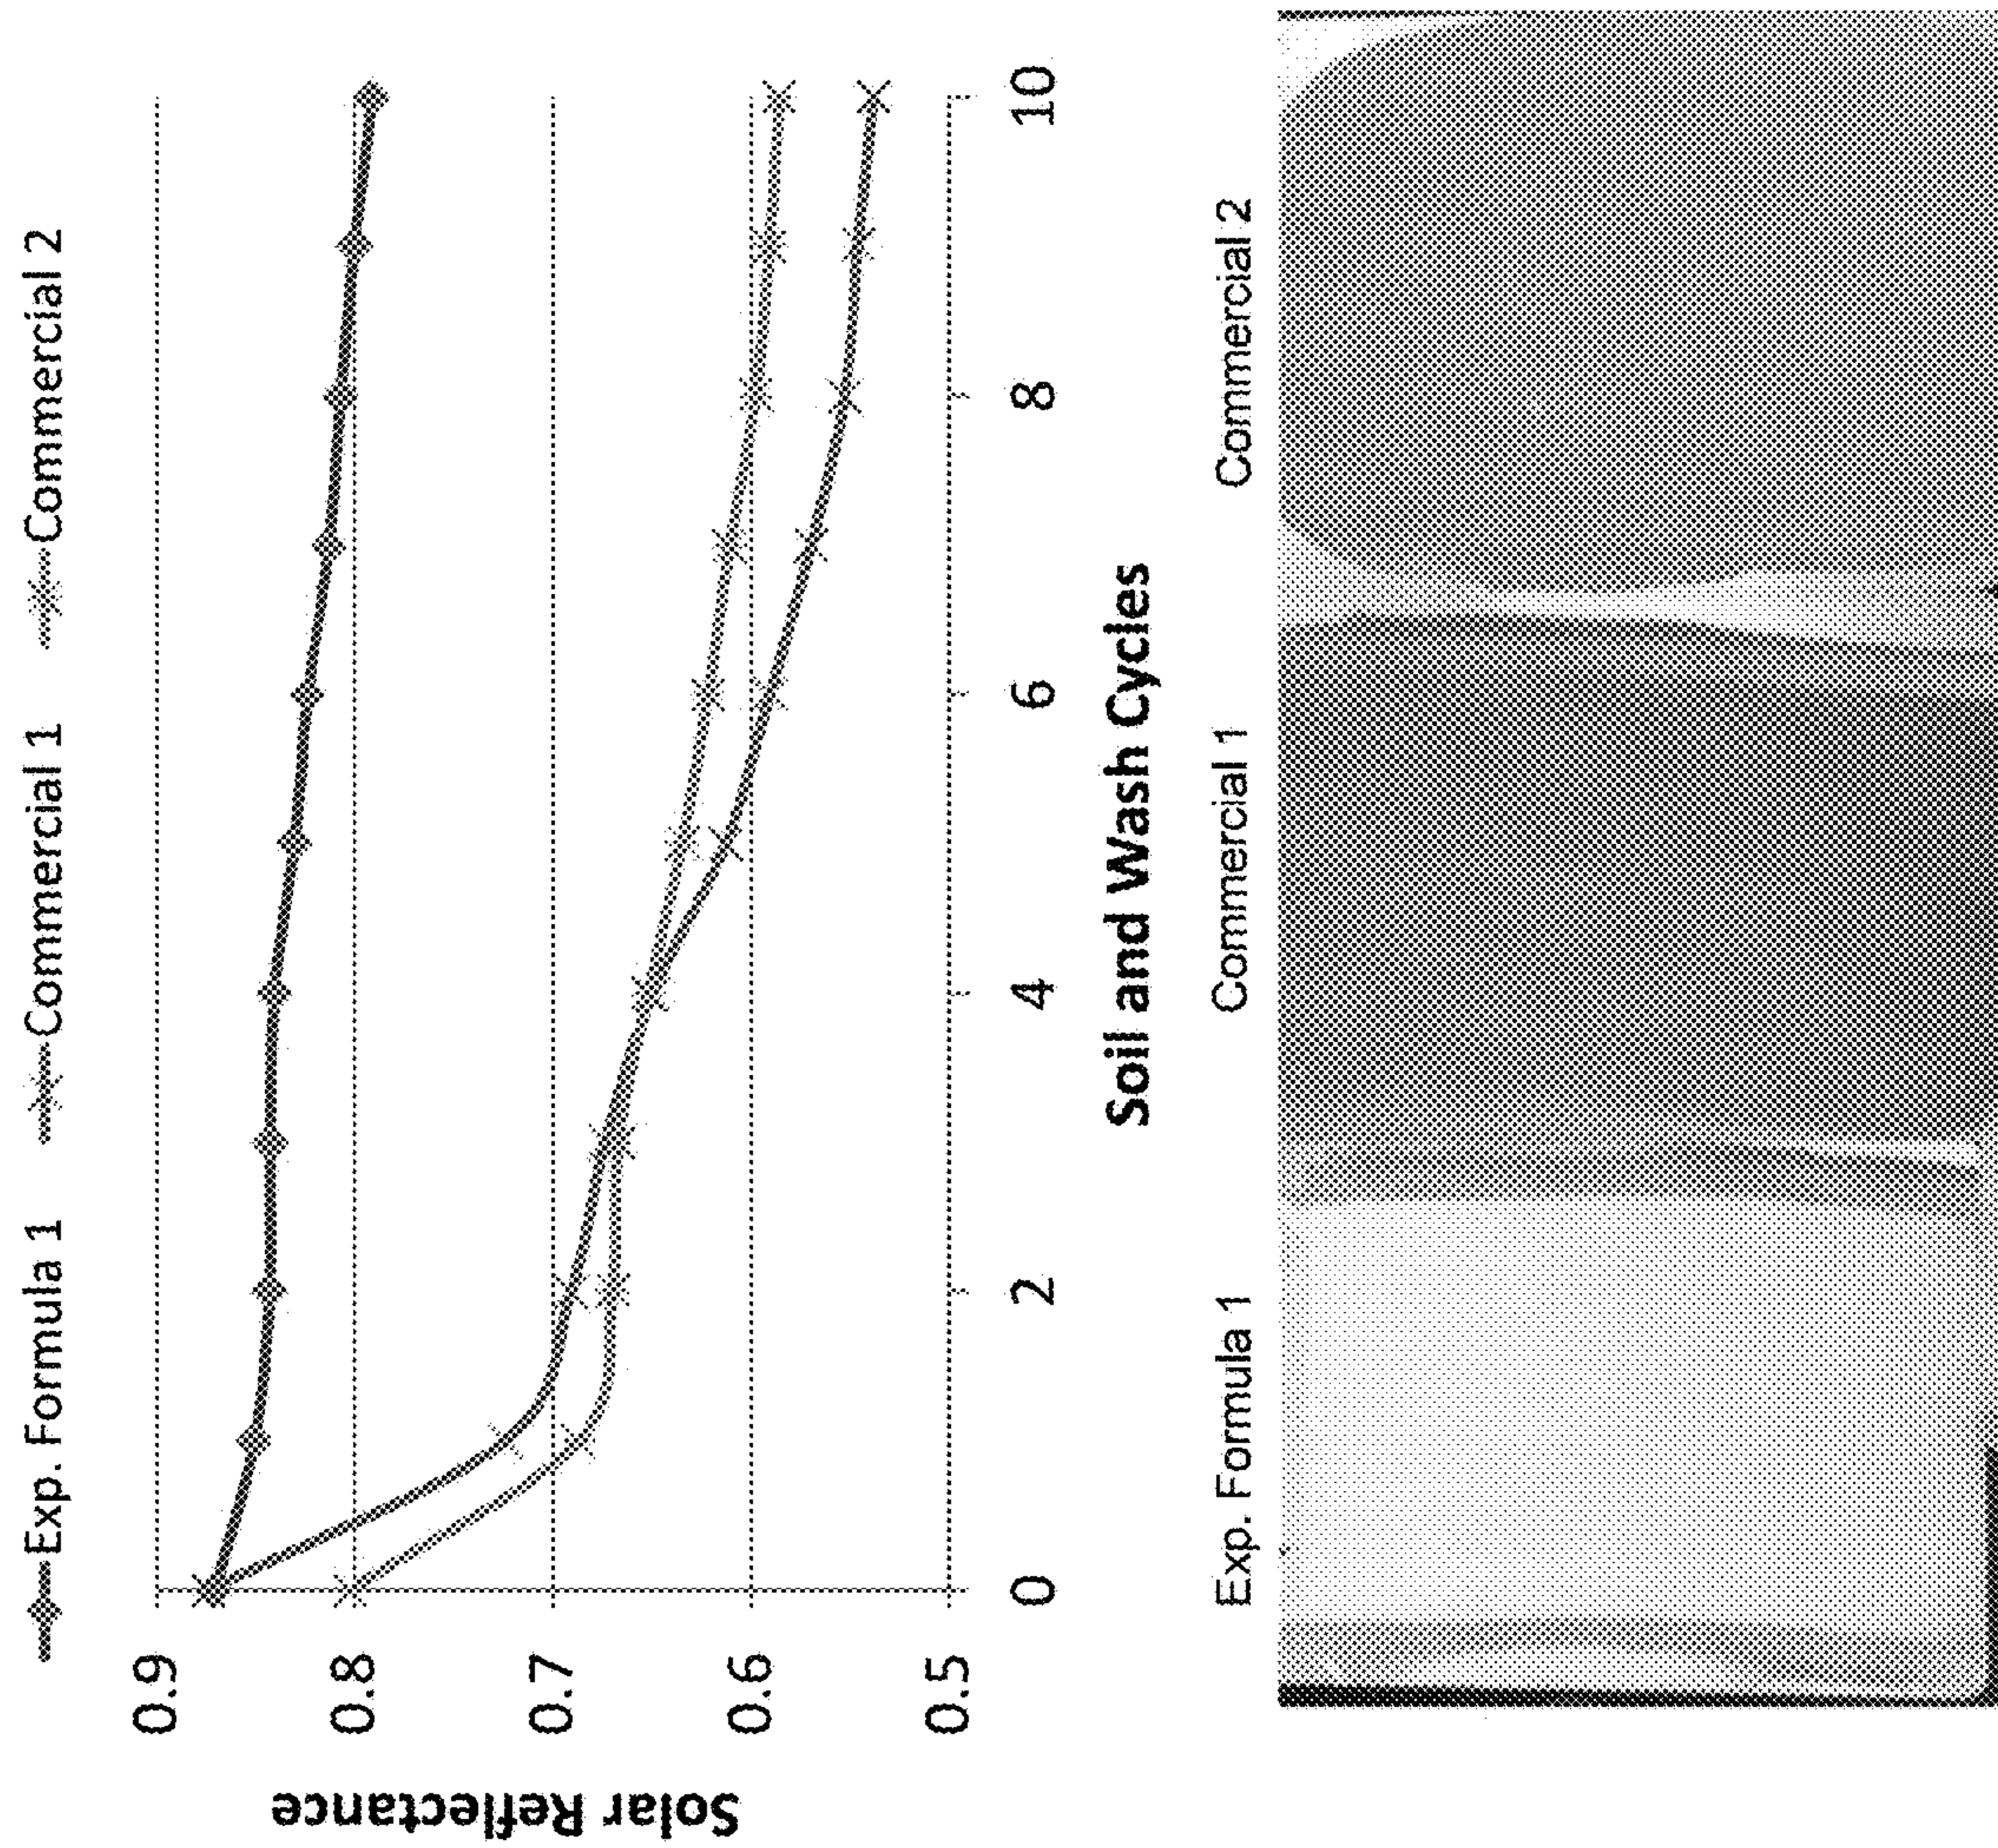 Exp. Formula 1 Commercial 1 Commercial 2
Solar Reflectance
0.9
0.8
0.7
0.6
0.5
0 2 4 6 8 10
Soil and Wash Cycles
Exp. Formula 1 Commercial 1 Commercial 2